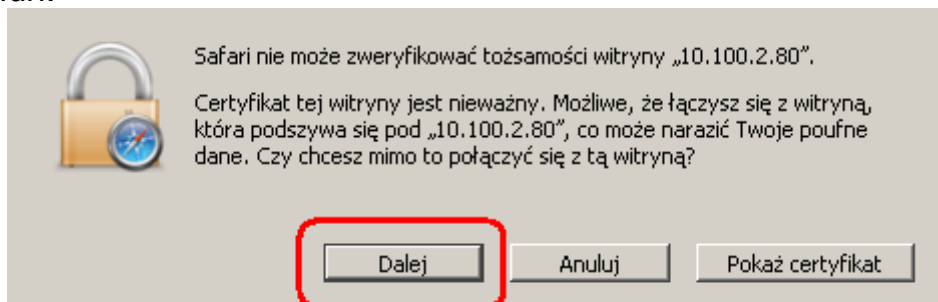 Safari nie może zweryfikować tożsamości witryny „10.100.2.80”.
Certyfikat tej witryny jest nieważny. Możliwe, że łączysz się z witryną,
która podszywa się pod „10.100.2.80”, co może narazić Twoje poufne
dane. Czy chcesz mimo to połączyć się z tą witryną?
Dalej Anuluj Pokaż certyfikat